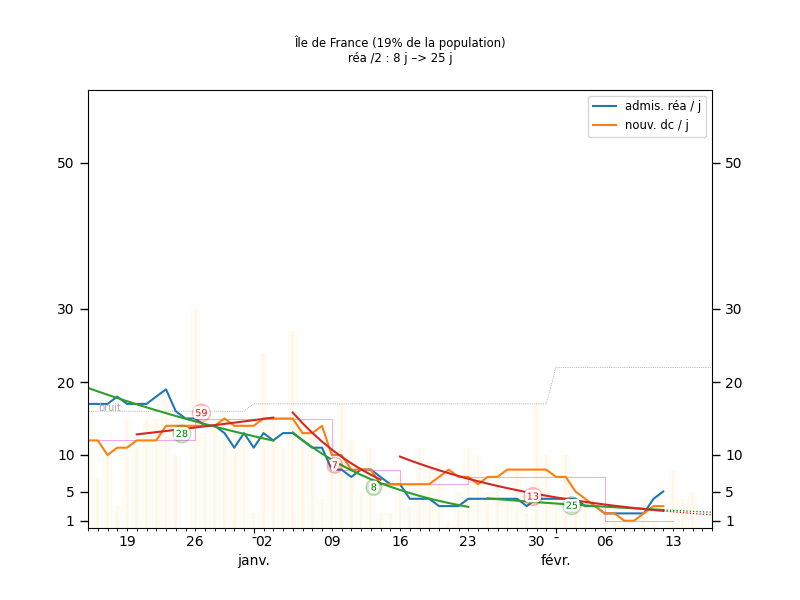 Île de France (19% de la population)
réa /2 : 8 j –> 25 j
admis. réa / j
nouv. dc / j
50 50
30 30
20 20
bruit
59
28
10 10
7
8
5 5
13
25
1 1
19 26 02 09 16 23 30 06 13
janv. févr.